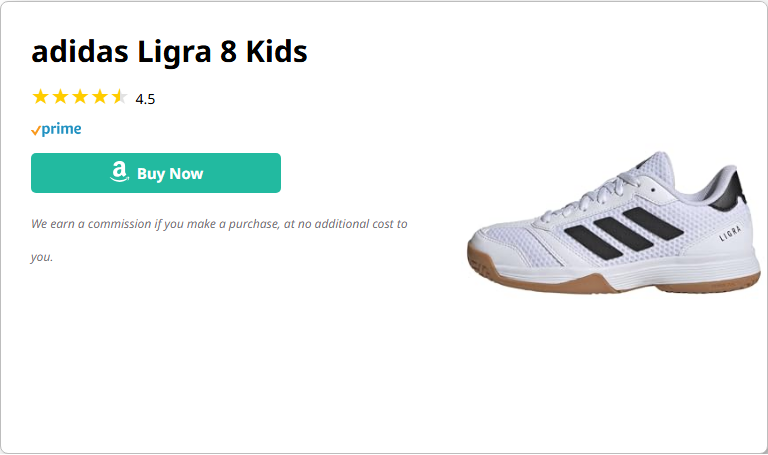 adidas Ligra 8 Kids
4.5
prime
Buy Now
We earn a commission if you make a purchase, at no additional cost to
you.
LIGRA